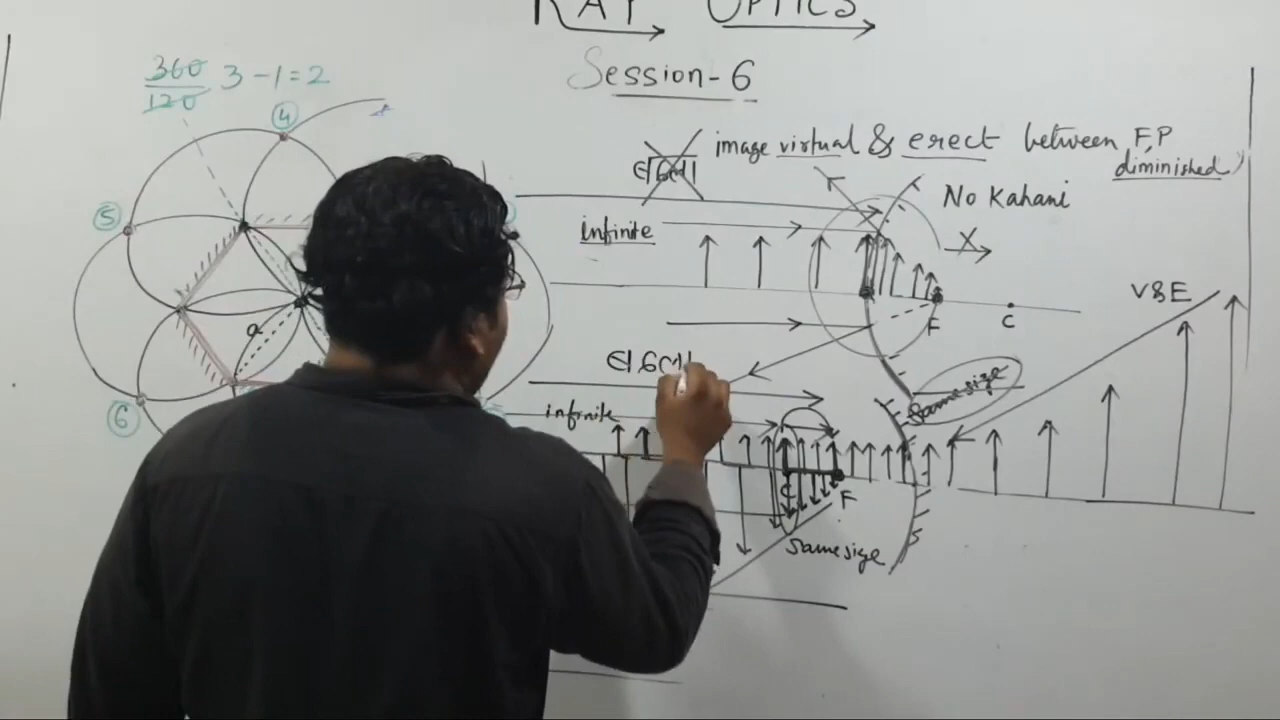 RAY OPTICS
Session-6
360
120
3-1=2
4
5
6
a
image virtual & erect between F,P
diminished
No Kahani
infinite
X
F
C
V&E
infinite
Same size
C
F
Same size